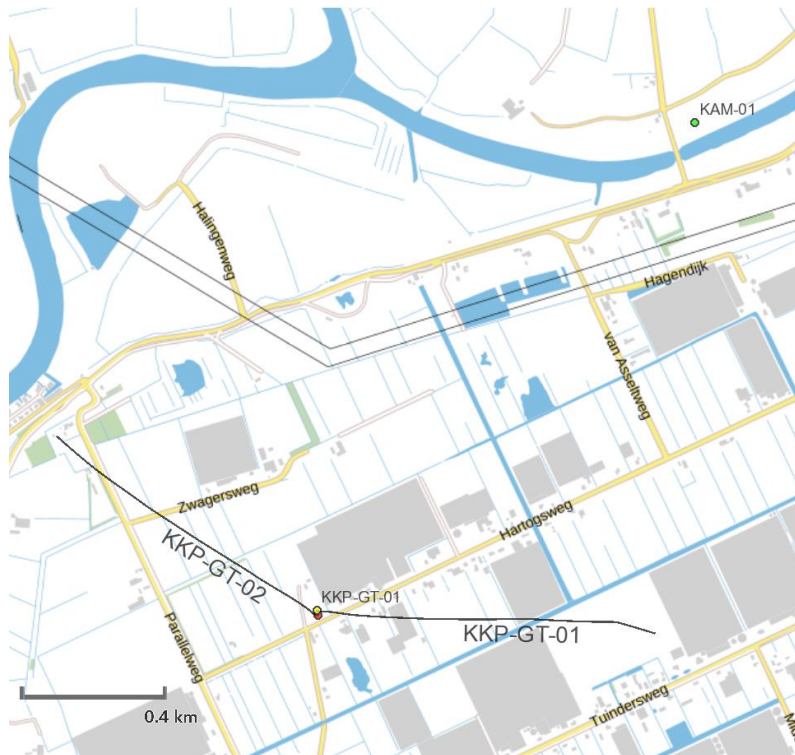 KAM-01
Halingenweg
Hagendijk
van Asseltweg
Zwagersweg
Hartogsweg
KKP-GT-02
KKP-GT-01
KKP-GT-01
Parallelweg
Tuindersweg
0.4 km